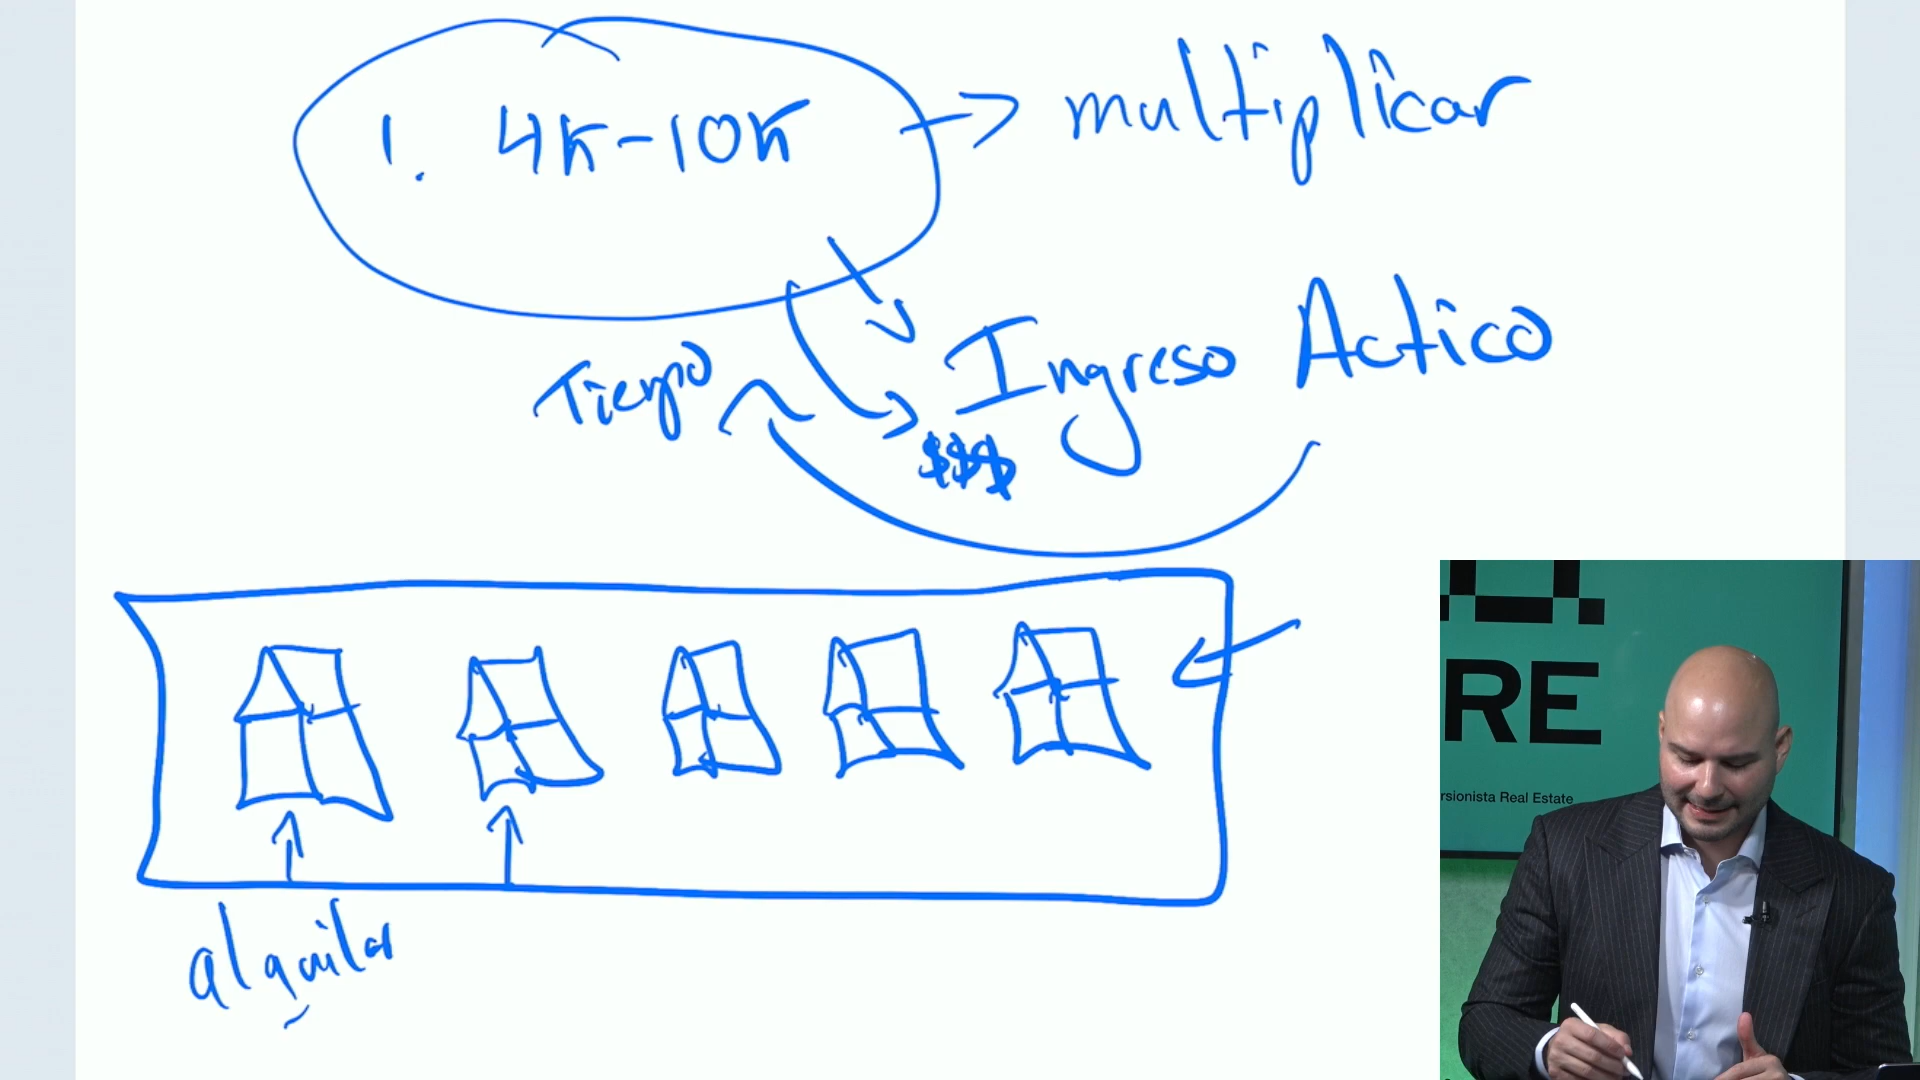 1. 4K-10K → multiplicar
Ingreso Actico
Tiempo
$$$
alquilar
RE
rsionista Real Estate